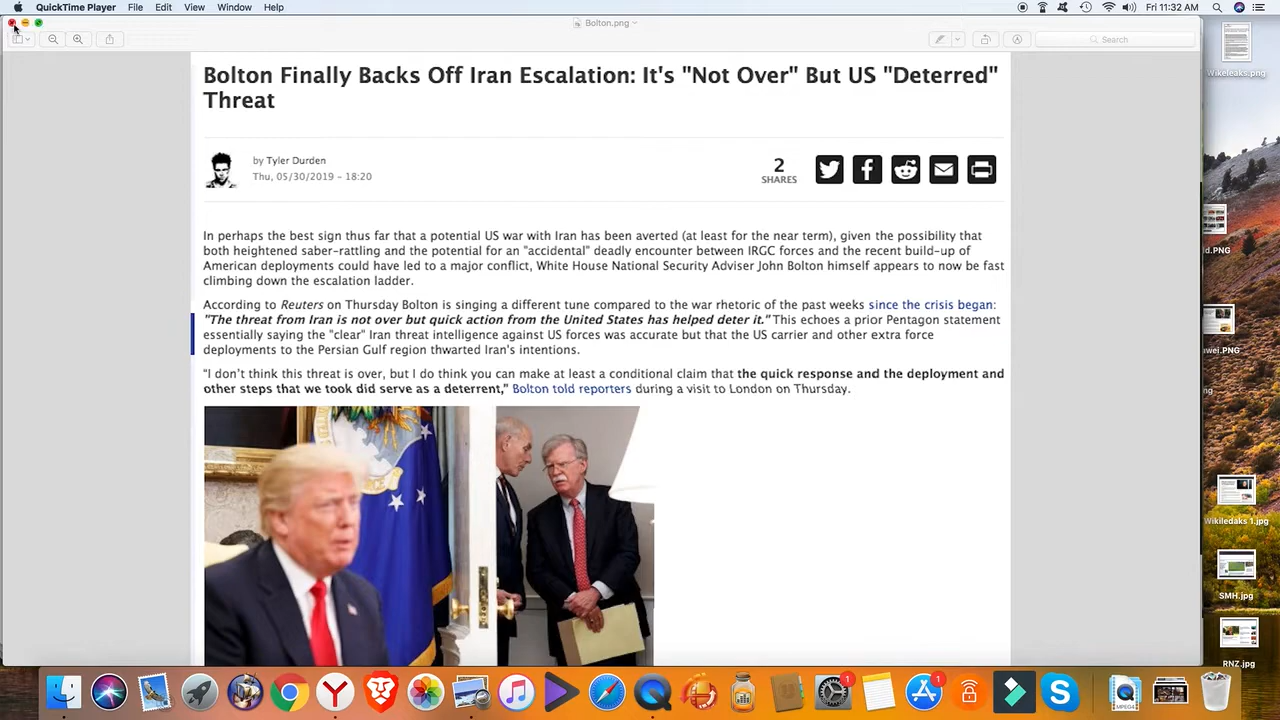 QuickTime Player File Edit View Window Help Fri 11:32 AM
Bolton.png
Search
Bolton Finally Backs Off Iran Escalation: It's "Not Over" But US "Deterred"
Threat
by Tyler Durden
Thu, 05/30/2019 – 18:20
2
SHARES
In perhaps the best sign thus far that a potential US war with Iran has been averted (at least for the near term), given the possibility that
both heightened saber-rattling and the potential for an "accidental" deadly encounter between IRGC forces and the recent build-up of
American deployments could have led to a major conflict, White House National Security Adviser John Bolton himself appears to now be fast
climbing down the escalation ladder.
According to Reuters on Thursday Bolton is singing a different tune compared to the war rhetoric of the past weeks since the crisis began:
"The threat from Iran is not over but quick action from the United States has helped deter it." This echoes a prior Pentagon statement
essentially saying the "clear" Iran threat intelligence against US forces was accurate but that the US carrier and other extra force
deployments to the Persian Gulf region thwarted Iran's intentions.
“I don't think this threat is over, but I do think you can make at least a conditional claim that the quick response and the deployment and
other steps that we took did serve as a deterrent,” Bolton told reporters during a visit to London on Thursday.
Wikeleaks.png
ld.PNG
wei.PNG
ng
Wikiledaks 1.jpg
SMH.jpg
RNZ.jpg
1
1
MPEG4